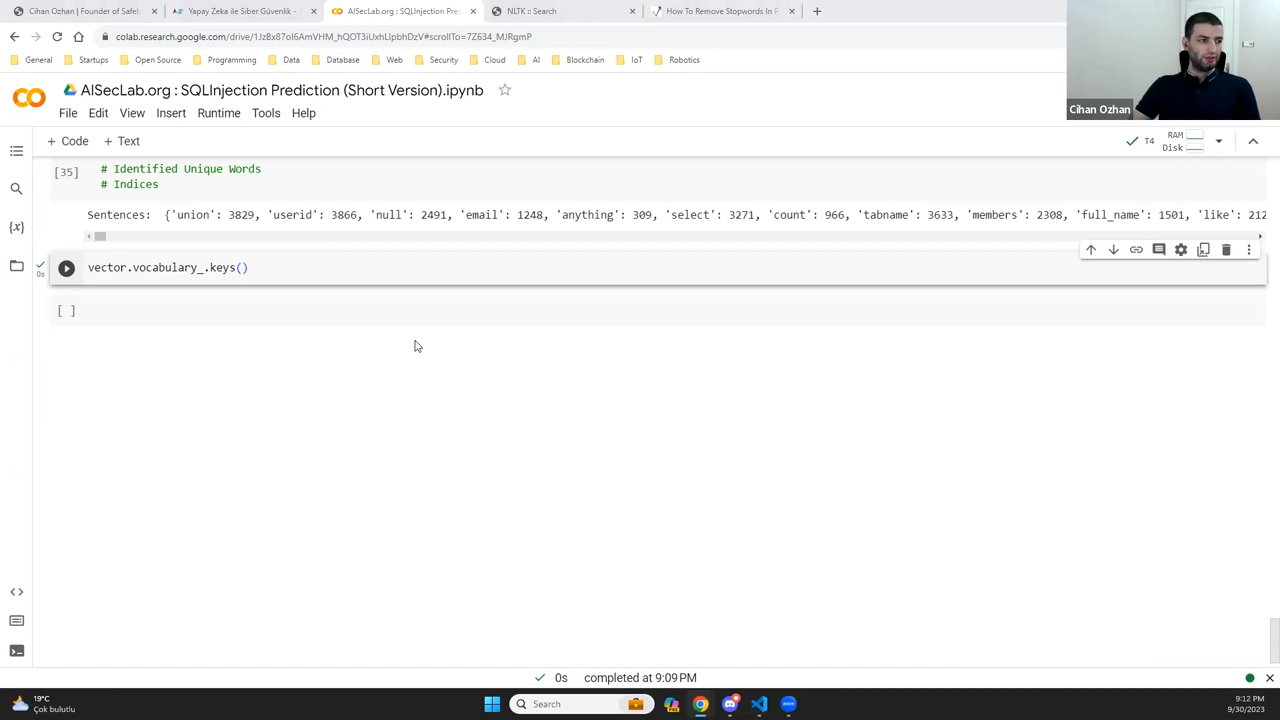 Cihan Ozhan | Founder of Safet
Yapay Zeka ile Siber Güvenlik -
AISecLab.org : SQLInjection Pred
NLTK :: Search
How To Remove Stopwords In P
colab.research.google.com/drive/
General
Startups
Open Source
Programming
Data
Database
Web
Security
Cloud
AI
Blockchain
IoT
Robotics
Cihan Ozhan
AISecLab.org : SQLInjection Prediction (Short Version).ipynb
File Edit View Insert Runtime Tools Help
+ Code + Text
T4
RAM
Disk
[35]
# Identified Unique Words
# Indices
Sentences: {'union': 3829, 'userid': 3866, 'null': 2491, 'email': 1248, 'anything': 309, 'select': 3271, 'count': 966, 'tabname': 3633, 'members': 2308, 'full_name': 1501, 'like': 212
0s
vector.vocabulary_.keys()
[ ]
0s completed at 9:09 PM
19°C
Çok bulutlu
Search
9:12 PM
9/30/2023